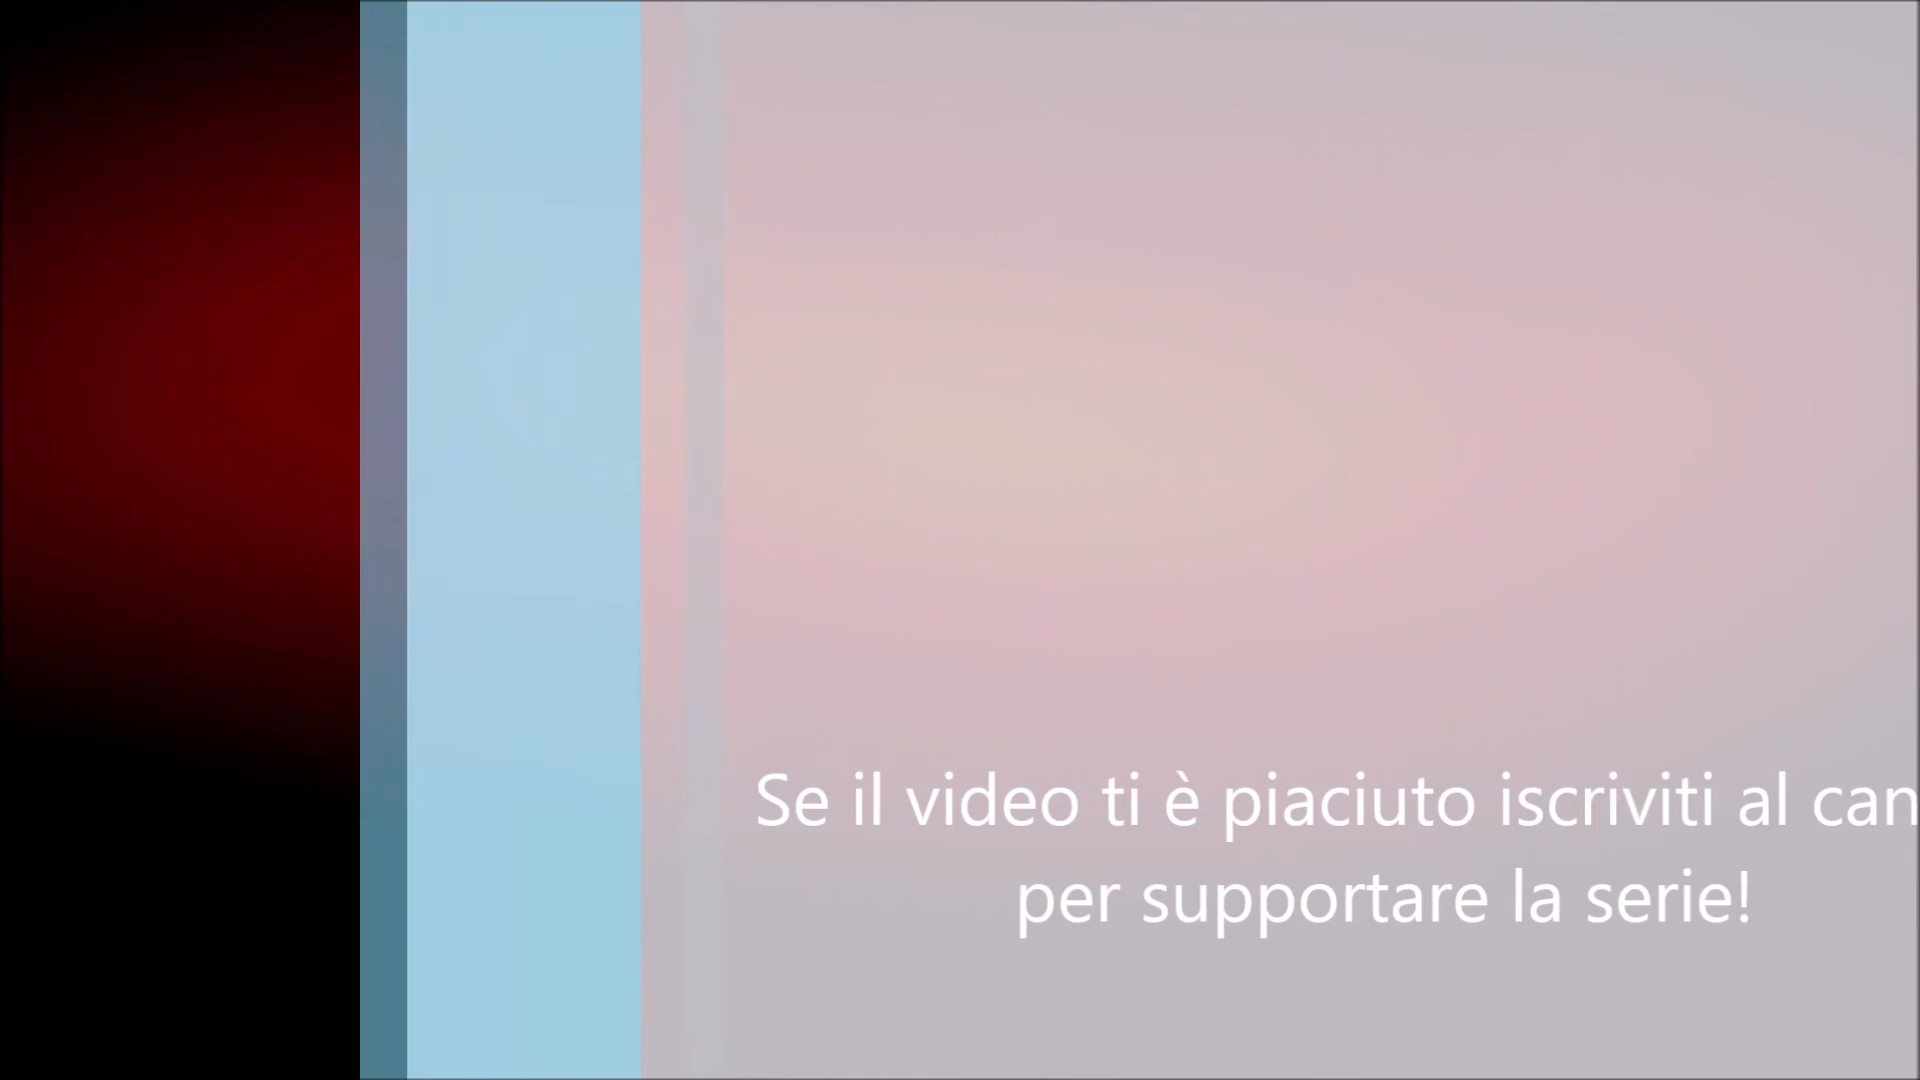 Se il video ti è piaciuto iscriviti al can
per supportare la serie!